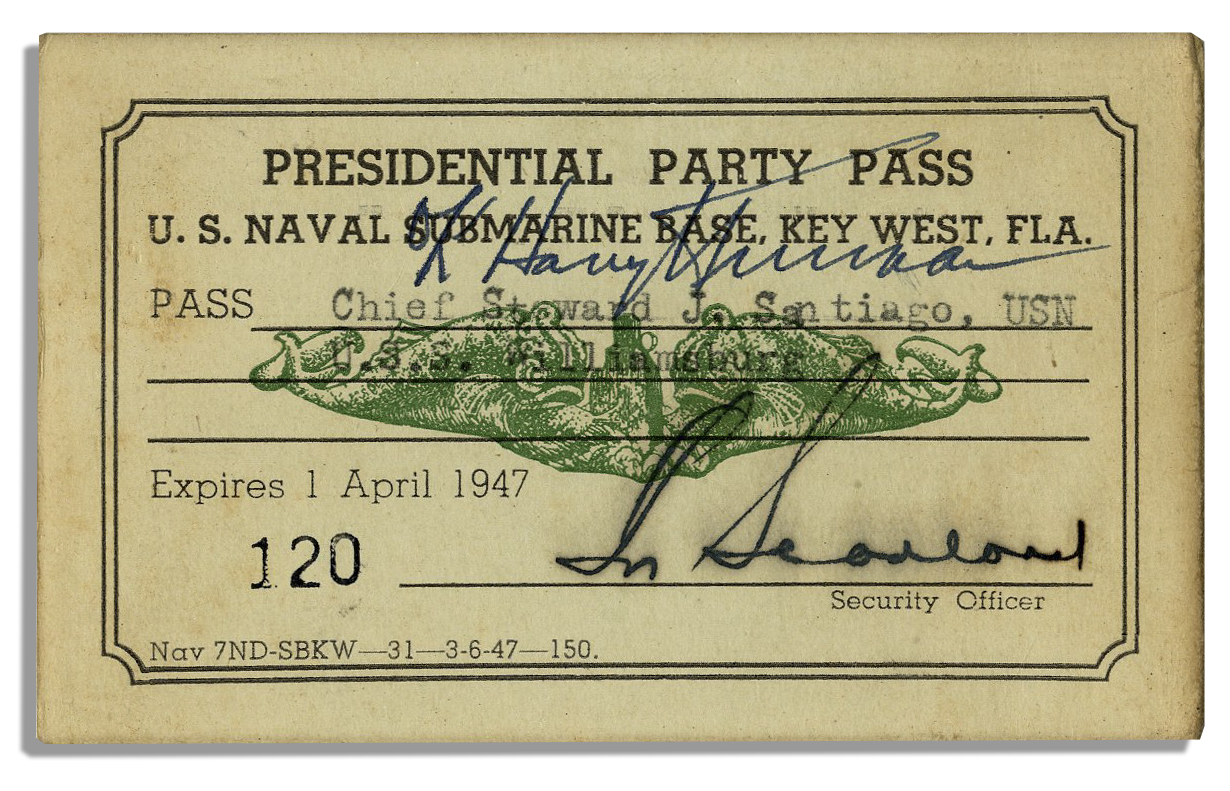 PRESIDENTIAL PARTY PASS
U. S. NAVAL SUBMARINE BASE, KEY WEST, FLA.
OK Harry Truman
PASS Chief Steward J. Santiago, USN
U.S.S. Williamsburg
Expires 1 April 1947
120
Security Officer
Nav 7ND-SBKW—31—3-6-47—150.